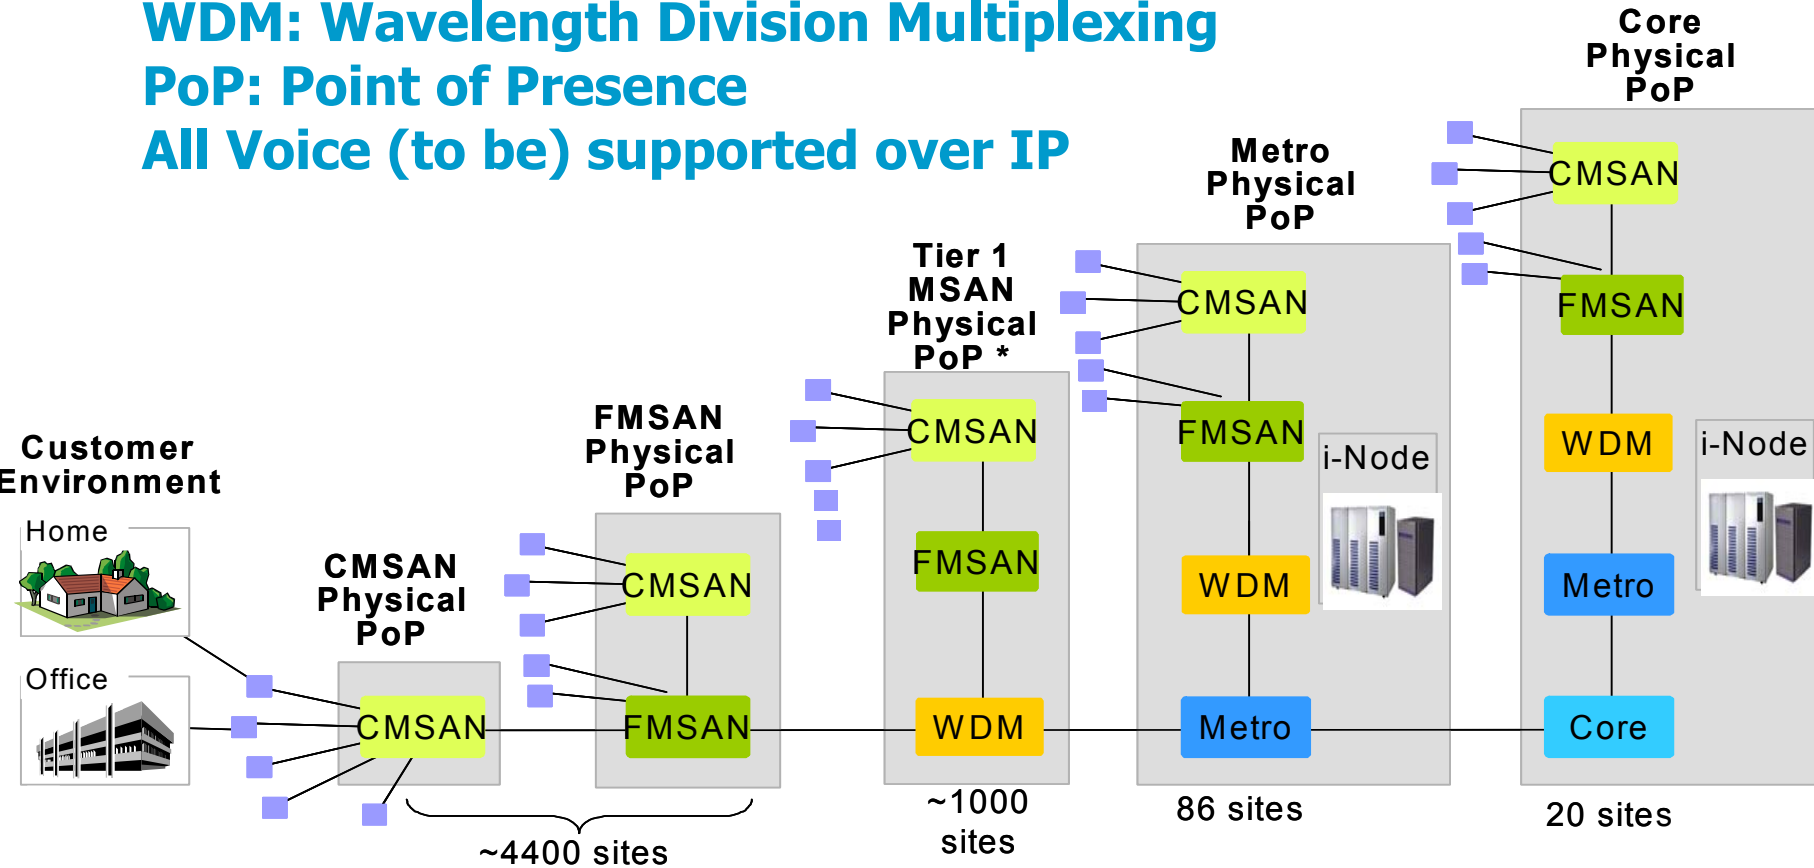 WDM: Wavelength Division Multiplexing
PoP: Point of Presence
All Voice (to be) supported over IP
Customer
Environment
Home
Office
CMSAN
Physical
PoP
CMSAN
~4400 sites
FMSAN
Physical
PoP
CMSAN
FMSAN
Tier 1
MSAN
Physical
PoP *
CMSAN
FMSAN
WDM
~1000
sites
Metro
Physical
PoP
CMSAN
FMSAN
i-Node
WDM
Metro
86 sites
Core
Physical
PoP
CMSAN
FMSAN
WDM
i-Node
Metro
Core
20 sites